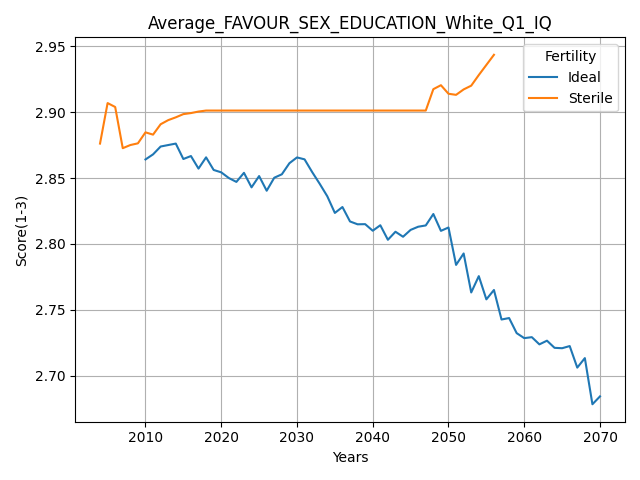 Average_FAVOUR_SEX_EDUCATION_White_Q1_IQ
Fertility
Ideal
Sterile
Score(1-3)
2.95
2.90
2.85
2.80
2.75
2.70
2010 2020 2030 2040 2050 2060 2070
Years